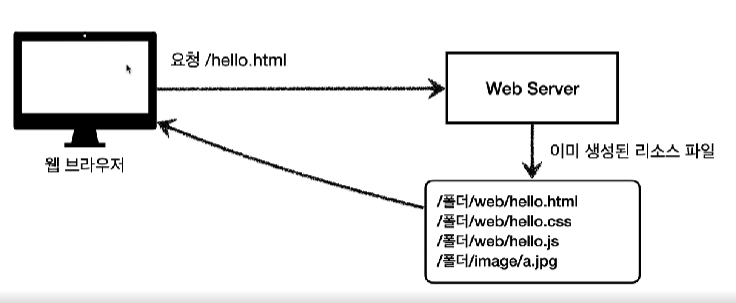 요청 /hello.html
Web Server
웹 브라우저
이미 생성된 리소스 파일
/폴더/web/hello.html
/폴더/web/hello.css
/폴더/web/hello.js
/폴더/image/a.jpg